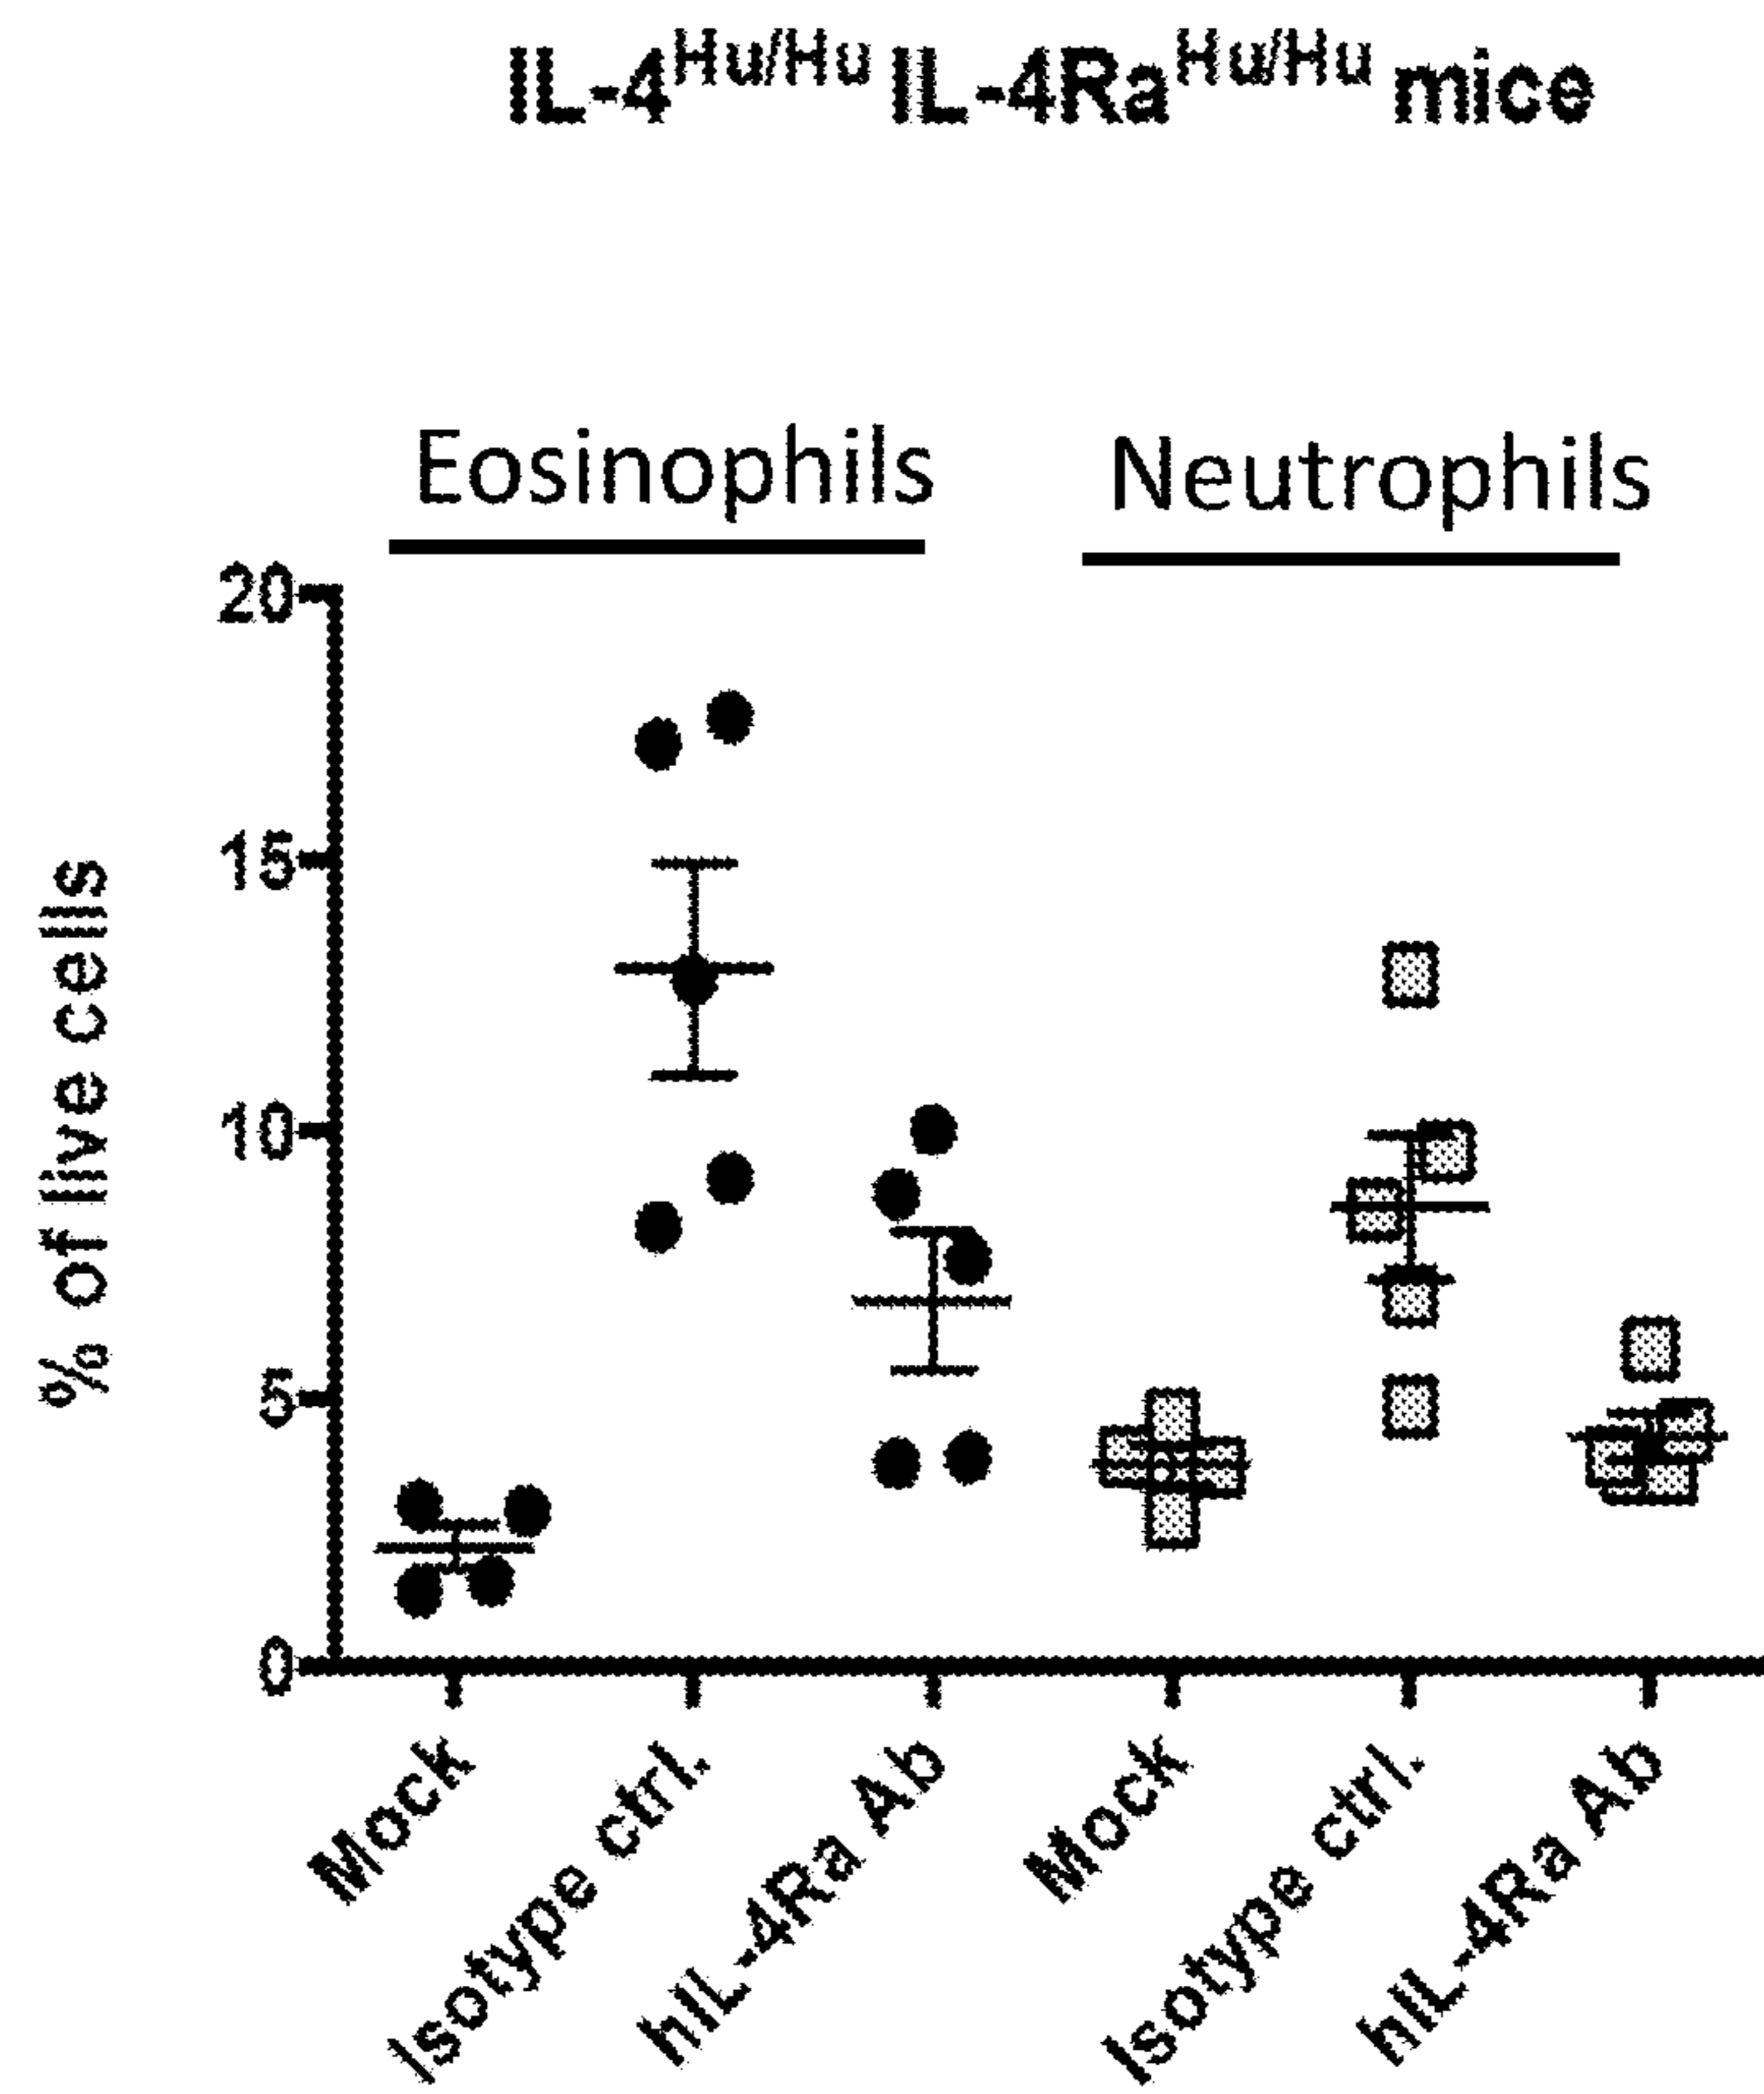 IL-4Hu/Hu IL-4RaHu/Hu mice
Eosinophils
Neutrophils
% of live cells
20
15
10
5
0
Mock
Isotype ctrl.
hIL-4Ra Ab
Mock
Isotype ctrl.
hIL-4Ra Ab